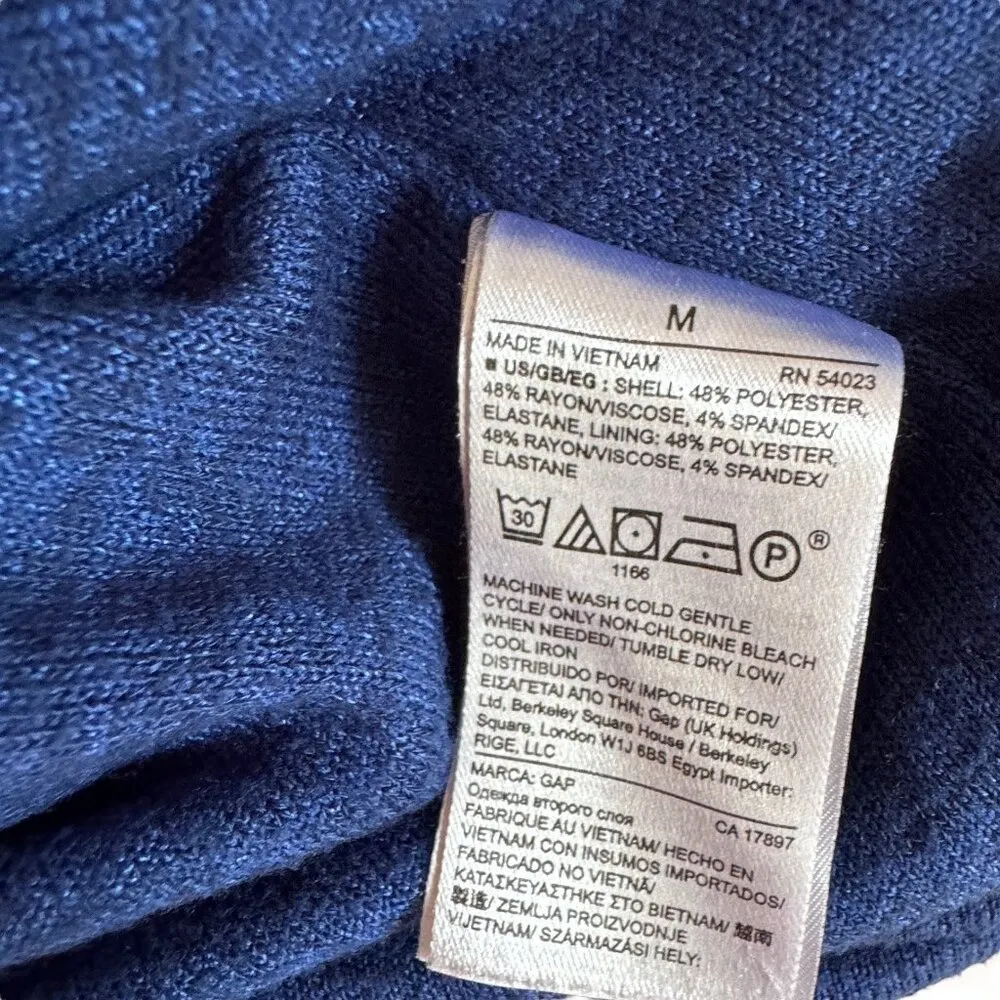 M
MADE IN VIETNAM RN 54023
■ US/GB/EG : SHELL: 48% POLYESTER,
48% RAYON/VISCOSE, 4% SPANDEX/
ELASTANE, LINING: 48% POLYESTER,
48% RAYON/VISCOSE, 4% SPANDEX/
ELASTANE
30 P ®
1166
MACHINE WASH COLD GENTLE
CYCLE/ ONLY NON-CHLORINE BLEACH
WHEN NEEDED/ TUMBLE DRY LOW/
COOL IRON
DISTRIBUIDO POR/ IMPORTED FOR/
ΕΙΣΑΓΕΤΑΙ ΑΠΟ ΤΗΝ: Gap (UK Holdings)
Ltd, Berkeley Square House / Berkeley
Square, London W1J 6BS Egypt Importer:
RIGE, LLC
MARCA: GAP CA 17897
Одежда второго слоя
FABRIQUE AU VIETNAM/ HECHO EN
VIETNAM CON INSUMOS IMPORTADOS/
FABRICADO NO VIETNÃ/
ΚΑΤΑΣΚΕΥΑΣΤΗΚΕ ΣΤΟ ΒΙΕΤΝΑΜ/ 越南
製造/ ZEMLJA PROIZVODNJE
VIJETNAM/ SZÁRMAZÁSI HELY: